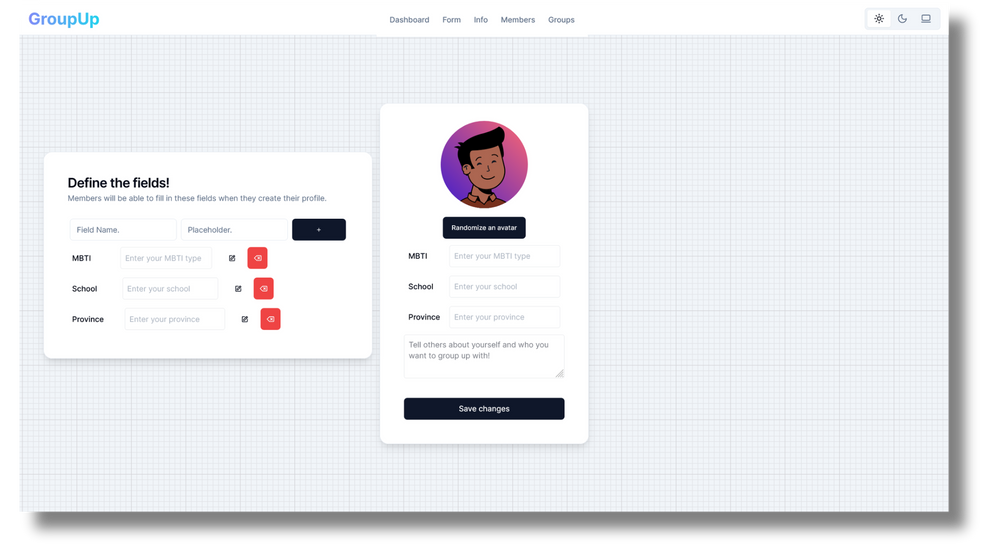 GroupUp
Dashboard Form Info Members Groups
Define the fields!
Members will be able to fill in these fields when they create their profile.
Field Name. Placeholder. +
MBTI Enter your MBTI type
School Enter your school
Province Enter your province
Randomize an avatar
MBTI Enter your MBTI type
School Enter your school
Province Enter your province
Tell others about yourself and who you
want to group up with!
Save changes